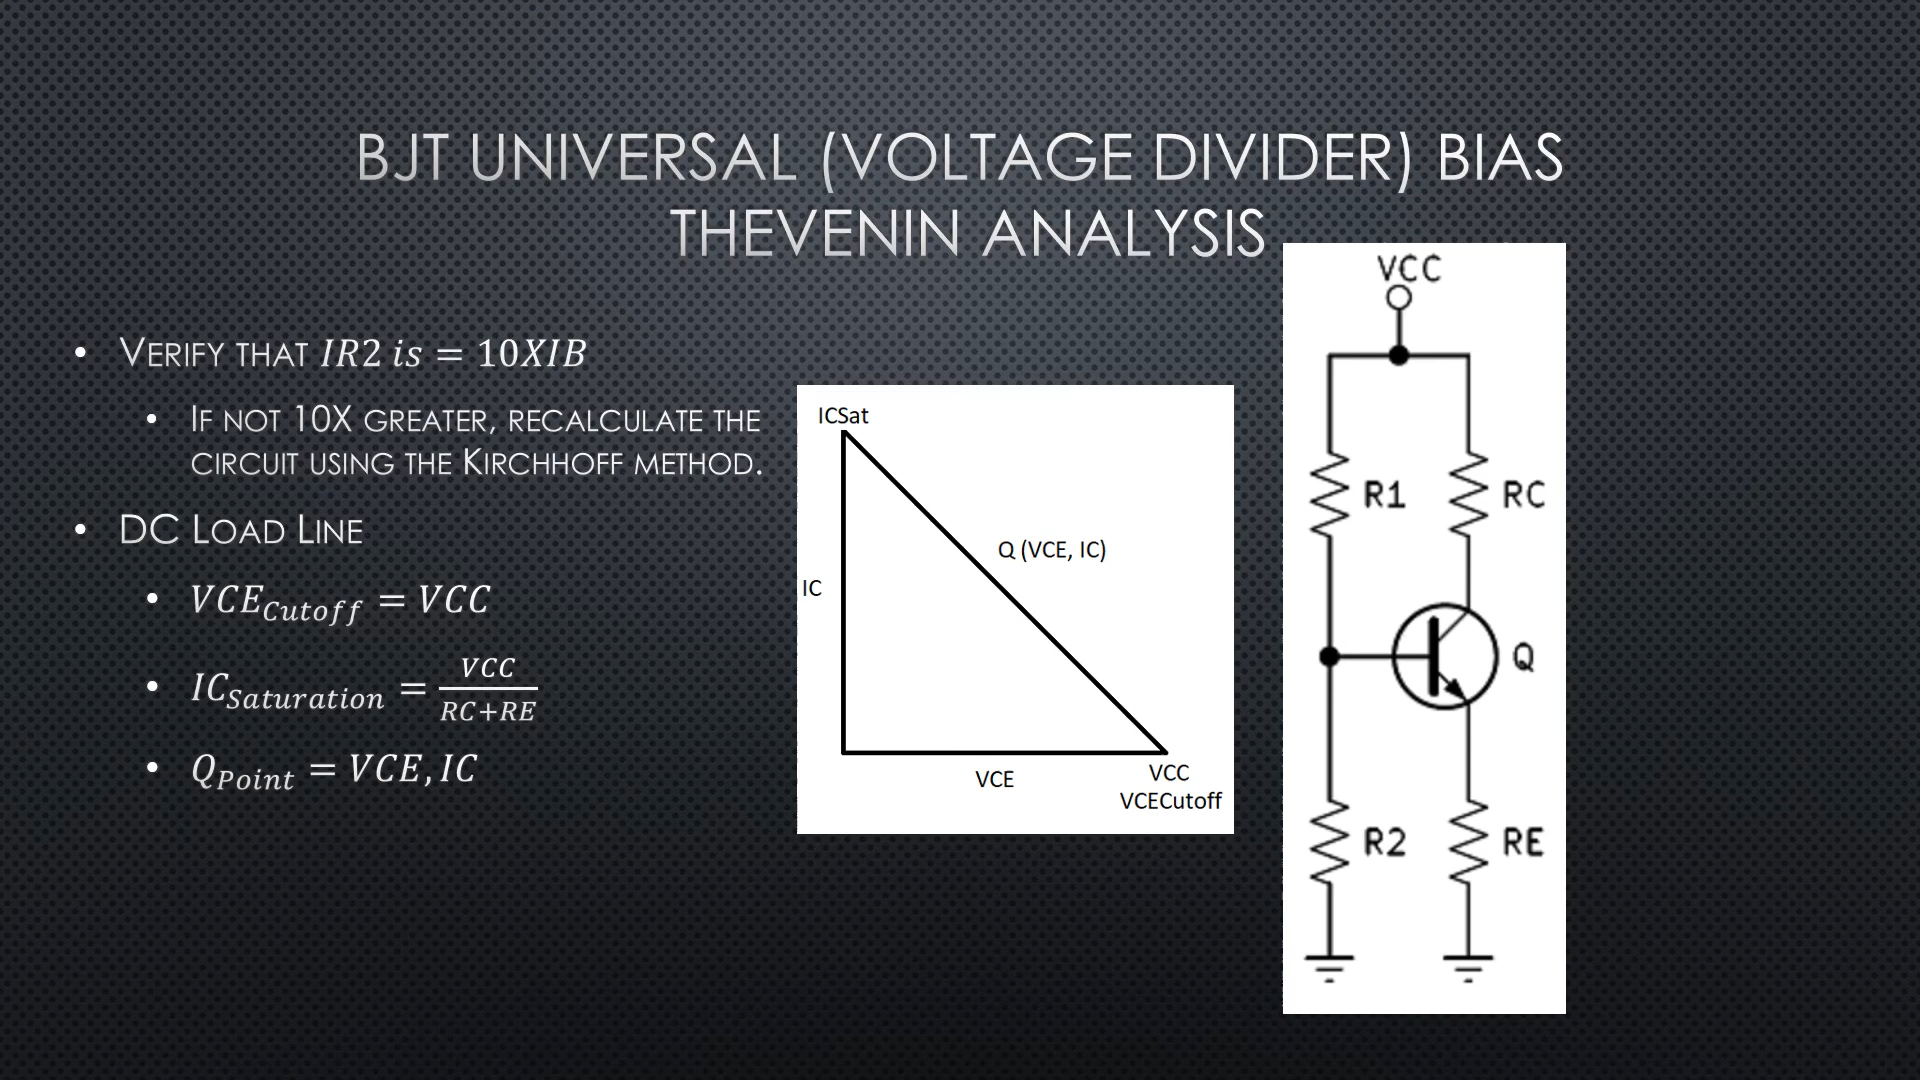 BJT UNIVERSAL (VOLTAGE DIVIDER) BIAS
THEVENIN ANALYSIS
• VERIFY THAT IR2 is = 10XIB
• IF NOT 10X GREATER, RECALCULATE THE
CIRCUIT USING THE KIRCHHOFF METHOD.
• DC LOAD LINE
• VCE_Cutoff = VCC
• IC_Saturation = VCC/RC+RE
• Q_Point = VCE, IC
ICSat
Q (VCE, IC)
IC
VCE
VCC
VCECutoff
VCC
R1
RC
Q
R2
RE